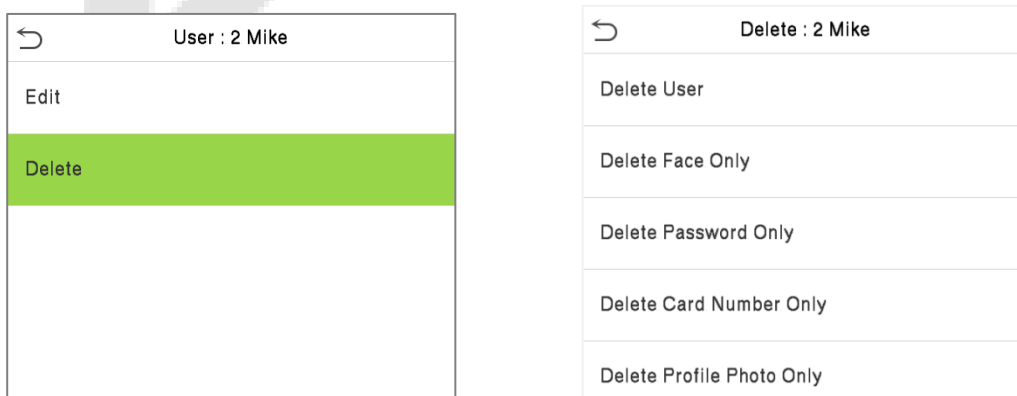 User : 2 Mike
Edit
Delete
Delete : 2 Mike
Delete User
Delete Face Only
Delete Password Only
Delete Card Number Only
Delete Profile Photo Only